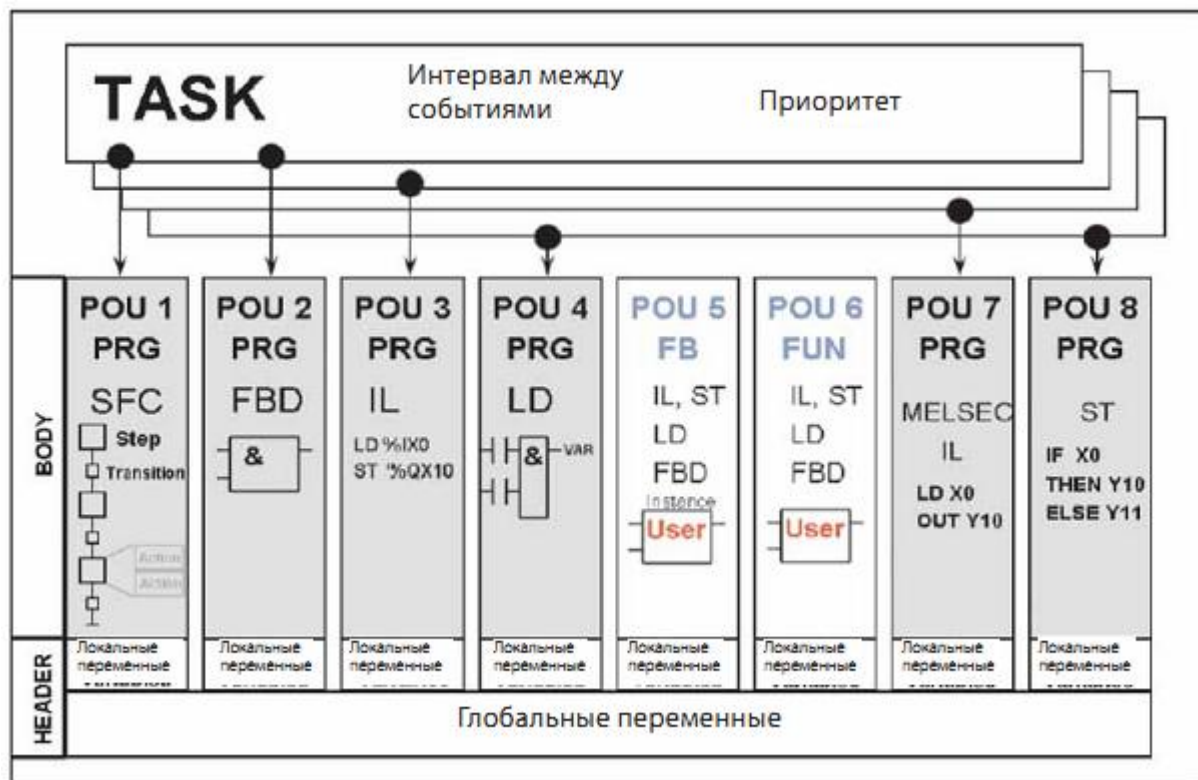 TASK
Интервал между
событиями
Приоритет
BODY
POU 1
PRG
SFC
Step
Transition
Action
Action
POU 2
PRG
FBD
&
POU 3
PRG
IL
LD %IX0
ST '%QX10
POU 4
PRG
LD
&
VAR
POU 5
FB
IL, ST
LD
FBD
Instance
User
POU 6
FUN
IL, ST
LD
FBD
User
POU 7
PRG
MELSEC
IL
LD X0
OUT Y10
POU 8
PRG
ST
IF X0
THEN Y10
ELSE Y11
HEADER
Локальные
переменные
Локальные
переменные
Локальные
переменные
Локальные
переменные
Локальные
переменные
Локальные
переменные
Локальные
переменные
Локальные
переменные
Глобальные переменные